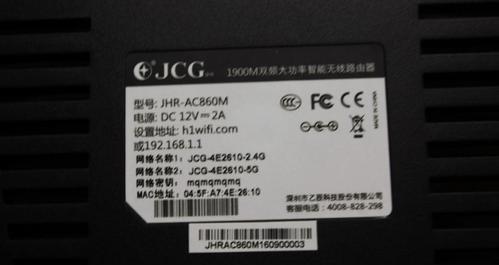 JCG 1900M双频大功率智能无线路由器
型号: JHR-AC860M
电源: DC 12V⎓2A
设置地址: h1wifi.com
或192.168.1.1
网络名称1: JCG-4E2610-2.4G
网络名称2: JCG-4E2610-5G
网络密钥: mqmqmqmq
MAC地址: 04:5F:A7:4E:26:10
CCC FC CE
MADE IN CHINA
深圳市乙辰科技股份有限公司
客服电话: 4008-828-298
JHRAC860M160900003